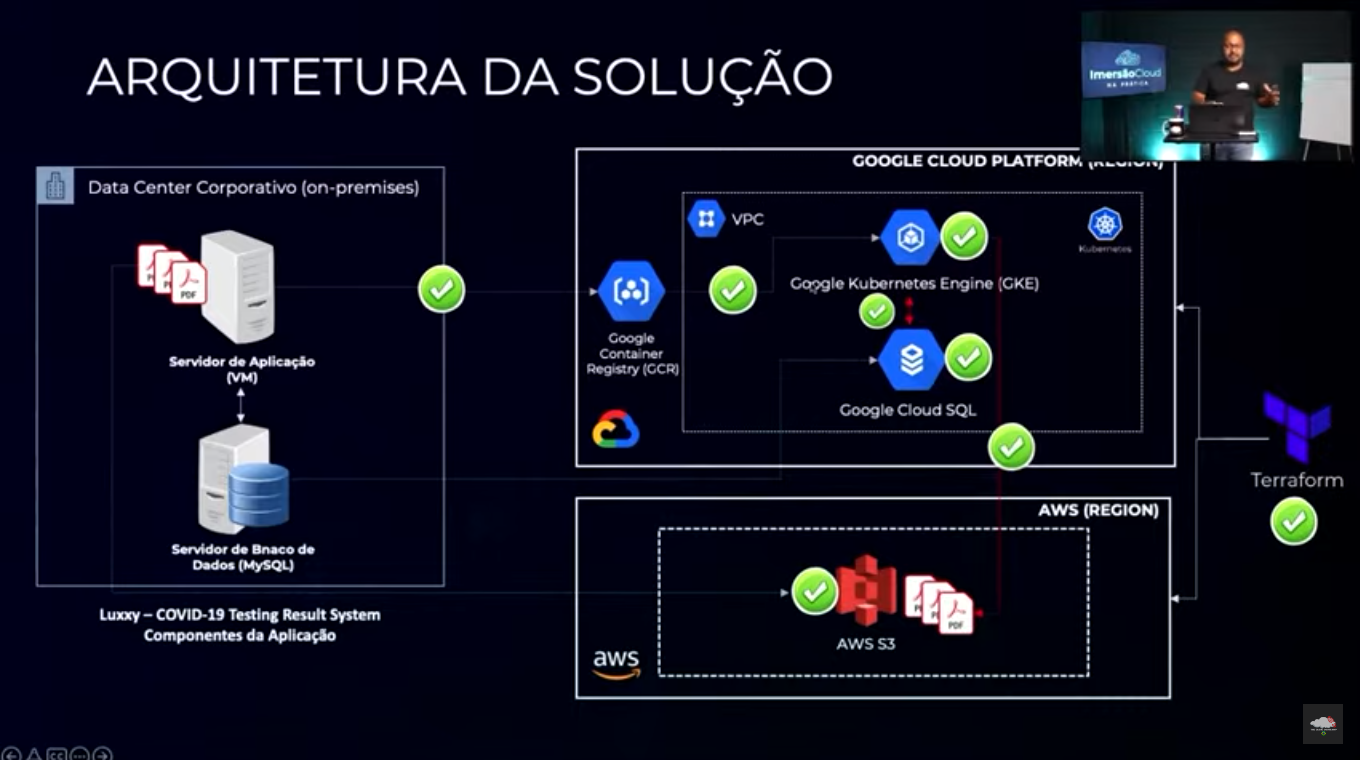 ARQUITETURA DA SOLUÇÃO
ImersãoCloud
NA PRÁTICA
Data Center Corporativo (on-premises)
PDF
Servidor de Aplicação
(VM)
Servidor de Bnaco de
Dados (MySQL)
Luxxy – COVID-19 Testing Result System
Componentes da Aplicação
GOOGLE CLOUD PLATFORM (REGION)
VPC
Kubernetes
Google Kubernetes Engine (GKE)
Google
Container
Registry (GCR)
Google Cloud SQL
AWS (REGION)
PDF
AWS S3
aws
Terraform
CC